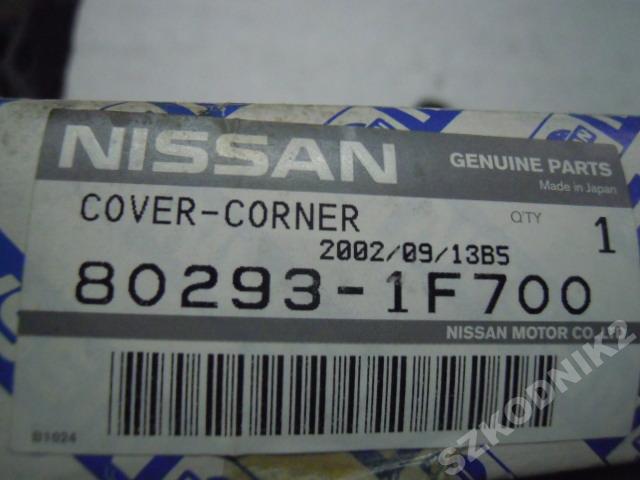 NISSAN
GENUINE PARTS
Made in Japan
COVER-CORNER
QTY 1
2002/09/13B5
80293-1F700
NISSAN MOTOR CO.,LTD.
B1024
SZKODNIK2